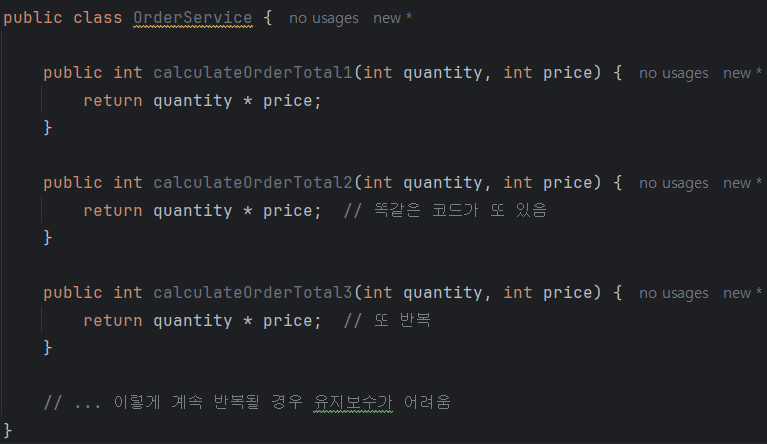 public class OrderService { no usages new *
public int calculateOrderTotal1(int quantity, int price) { no usages new *
return quantity * price;
}
public int calculateOrderTotal2(int quantity, int price) { no usages new *
return quantity * price; // 똑같은 코드가 또 있음
}
public int calculateOrderTotal3(int quantity, int price) { no usages new *
return quantity * price; // 또 반복
}
// ... 이렇게 계속 반복될 경우 유지보수가 어려움
}